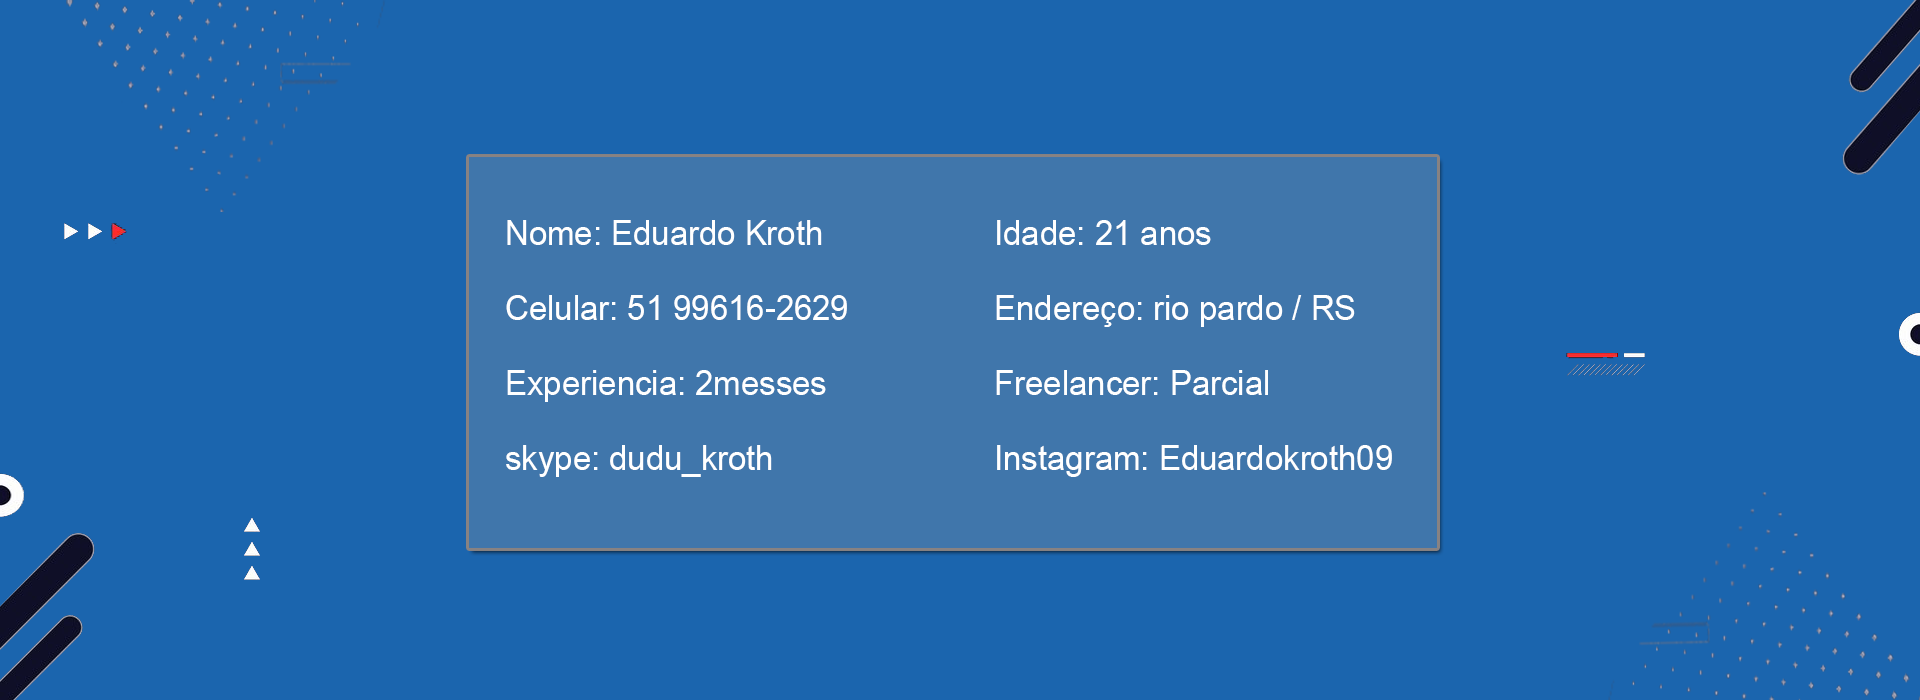 Nome: Eduardo Kroth
Idade: 21 anos
Celular: 51 99616-2629
Endereço: rio pardo / RS
Experiencia: 2messes
Freelancer: Parcial
skype: dudu_kroth
Instagram: Eduardokroth09